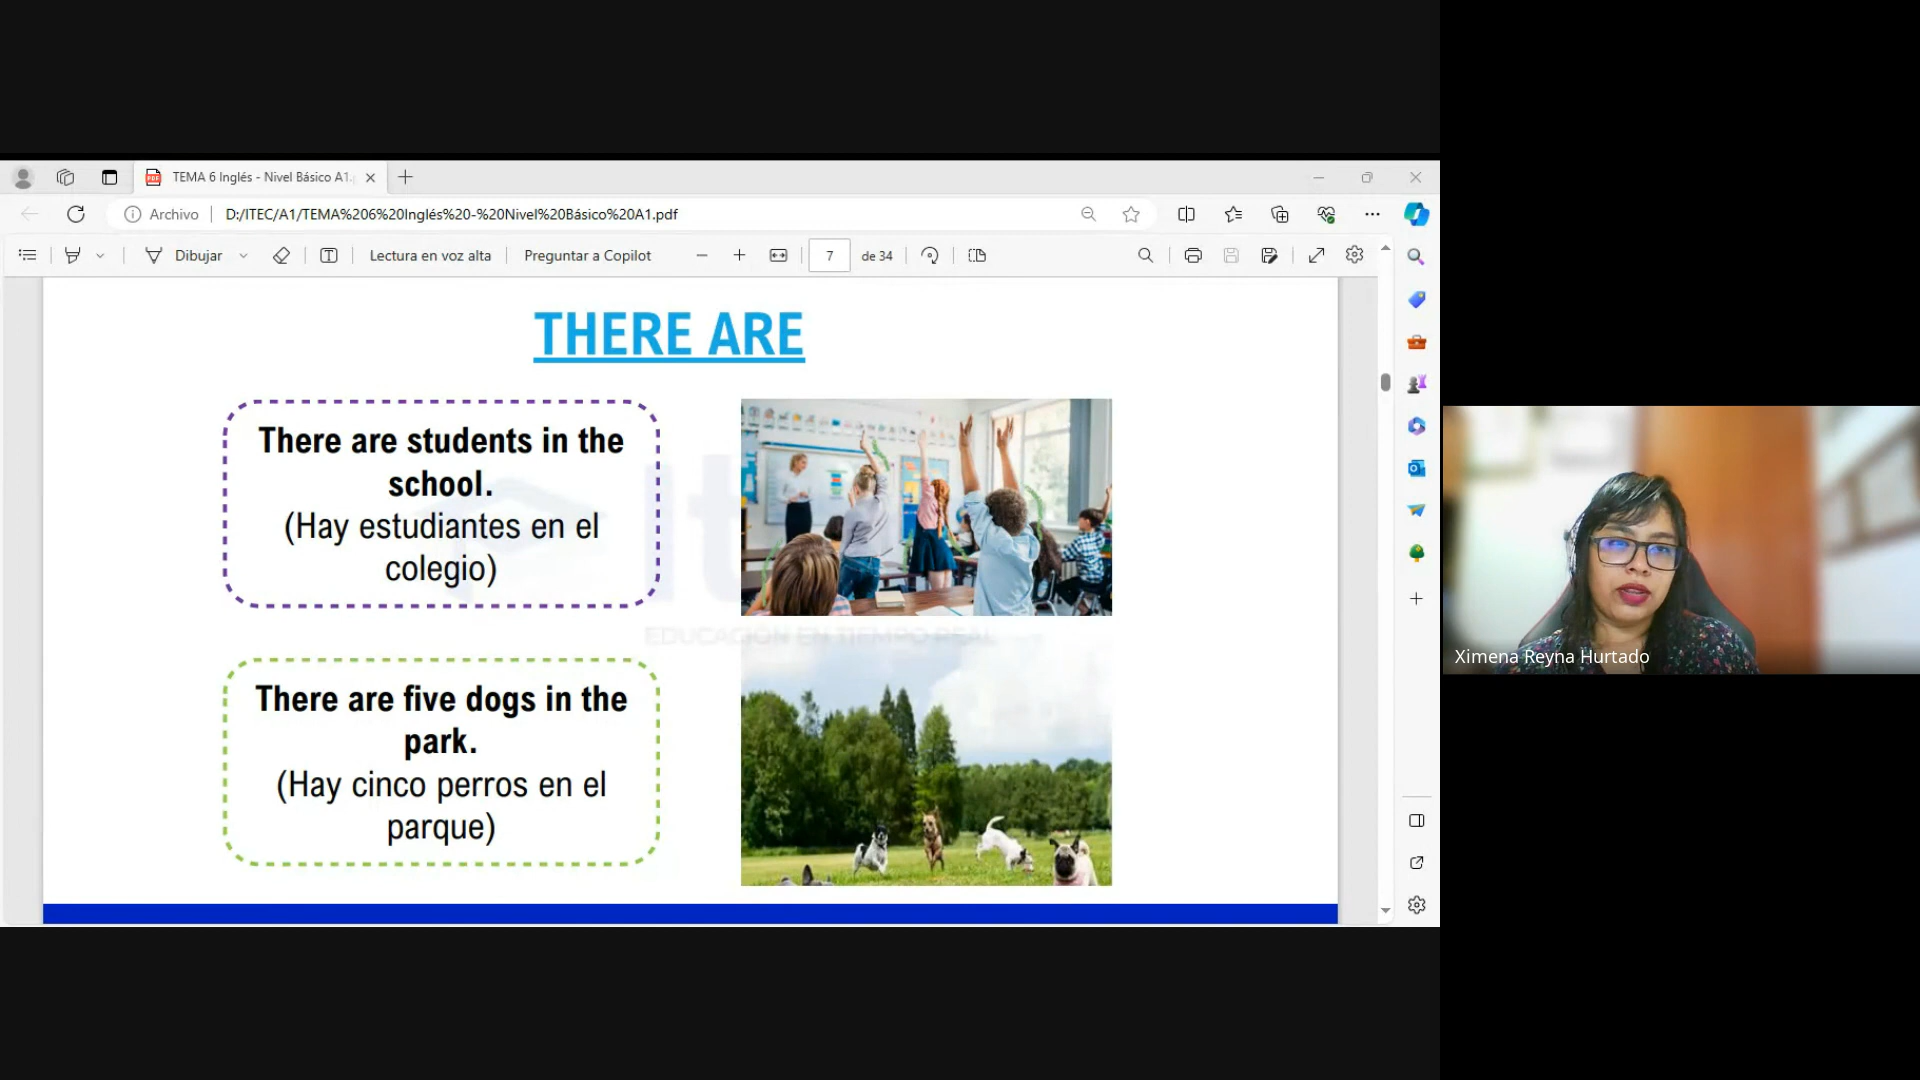 TEMA 6 Inglés - Nivel Básico A1.
Archivo
D:/ITEC/A1/TEMA%206%20Inglés%20-%20Nivel%20Básico%20A1.pdf
Dibujar
Lectura en voz alta
Preguntar a Copilot
7
de 34
THERE ARE
There are students in the
school.
(Hay estudiantes en el
colegio)
EDUCACIÓN EN TIEMPO REAL
There are five dogs in the
park.
(Hay cinco perros en el
parque)
Ximena Reyna Hurtado